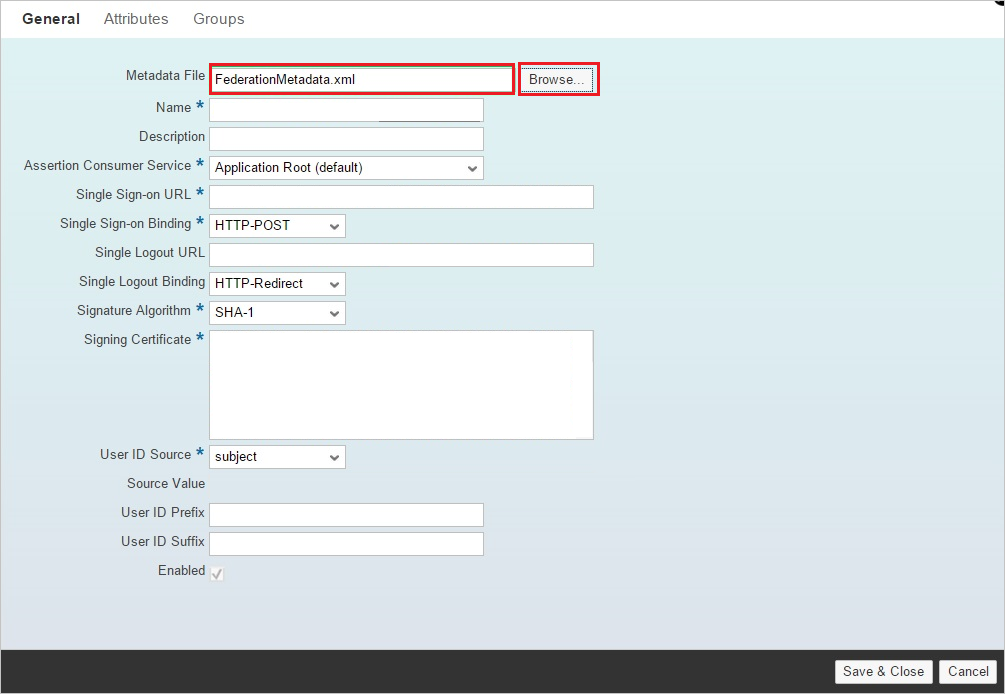 General Attributes Groups
Metadata File FederationMetadata.xml Browse...
Name *
Description
Assertion Consumer Service * Application Root (default)
Single Sign-on URL *
Single Sign-on Binding * HTTP-POST
Single Logout URL
Single Logout Binding HTTP-Redirect
Signature Algorithm * SHA-1
Signing Certificate *
User ID Source * subject
Source Value
User ID Prefix
User ID Suffix
Enabled
Save & Close Cancel